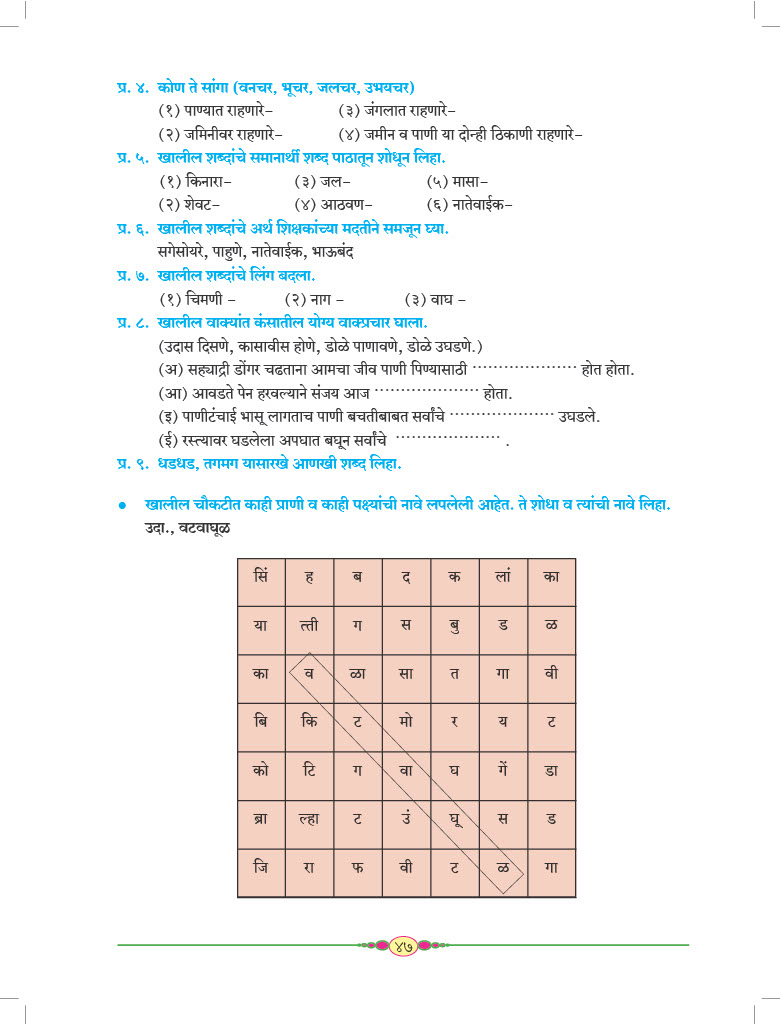 प्र. ४. कोण ते सांगा (वनचर, भूचर, जलचर, उभयचर)
(१) पाण्यात राहणारे- (३) जंगलात राहणारे-
(२) जमिनीवर राहणारे- (४) जमीन व पाणी या दोन्ही ठिकाणी राहणारे-
प्र. ५. खालील शब्दांचे समानार्थी शब्द पाठातून शोधून लिहा.
(१) किनारा- (३) जल- (५) मासा-
(२) शेवट- (४) आठवण- (६) नातेवाईक-
प्र. ६. खालील शब्दांचे अर्थ शिक्षकांच्या मदतीने समजून घ्या.
सगेसोयरे, पाहुणे, नातेवाईक, भाऊबंद
प्र. ७. खालील शब्दांचे लिंग बदला.
(१) चिमणी - (२) नाग - (३) वाघ -
प्र. ८. खालील वाक्यांत कंसातील योग्य वाक्प्रचार घाला.
(उदास दिसणे, कासावीस होणे, डोळे पाणावणे, डोळे उघडणे.)
(अ) सह्याद्री डोंगर चढताना आमचा जीव पाणी पिण्यासाठी .................... होत होता.
(आ) आवडते पेन हरवल्याने संजय आज .................... होता.
(इ) पाणीटंचाई भासू लागताच पाणी बचतीबाबत सर्वांचे .................... उघडले.
(ई) रस्त्यावर घडलेला अपघात बघून सर्वांचे .................... .
प्र. ९. धडधड, तगमग यासारखे आणखी शब्द लिहा.
● खालील चौकटीत काही प्राणी व काही पक्ष्यांची नावे लपलेली आहेत. ते शोधा व त्यांची नावे लिहा.
उदा., वटवाघूळ
सिं ह ब द क लां का
या त्ती ग स बु ड ळ
का व ळा सा त गा वी
बि कि ट मो र य ट
को टि ग वा घ गें डा
ब्रा ल्हा ट उं घू स ड
जि रा फ वी ट ळ गा
४७